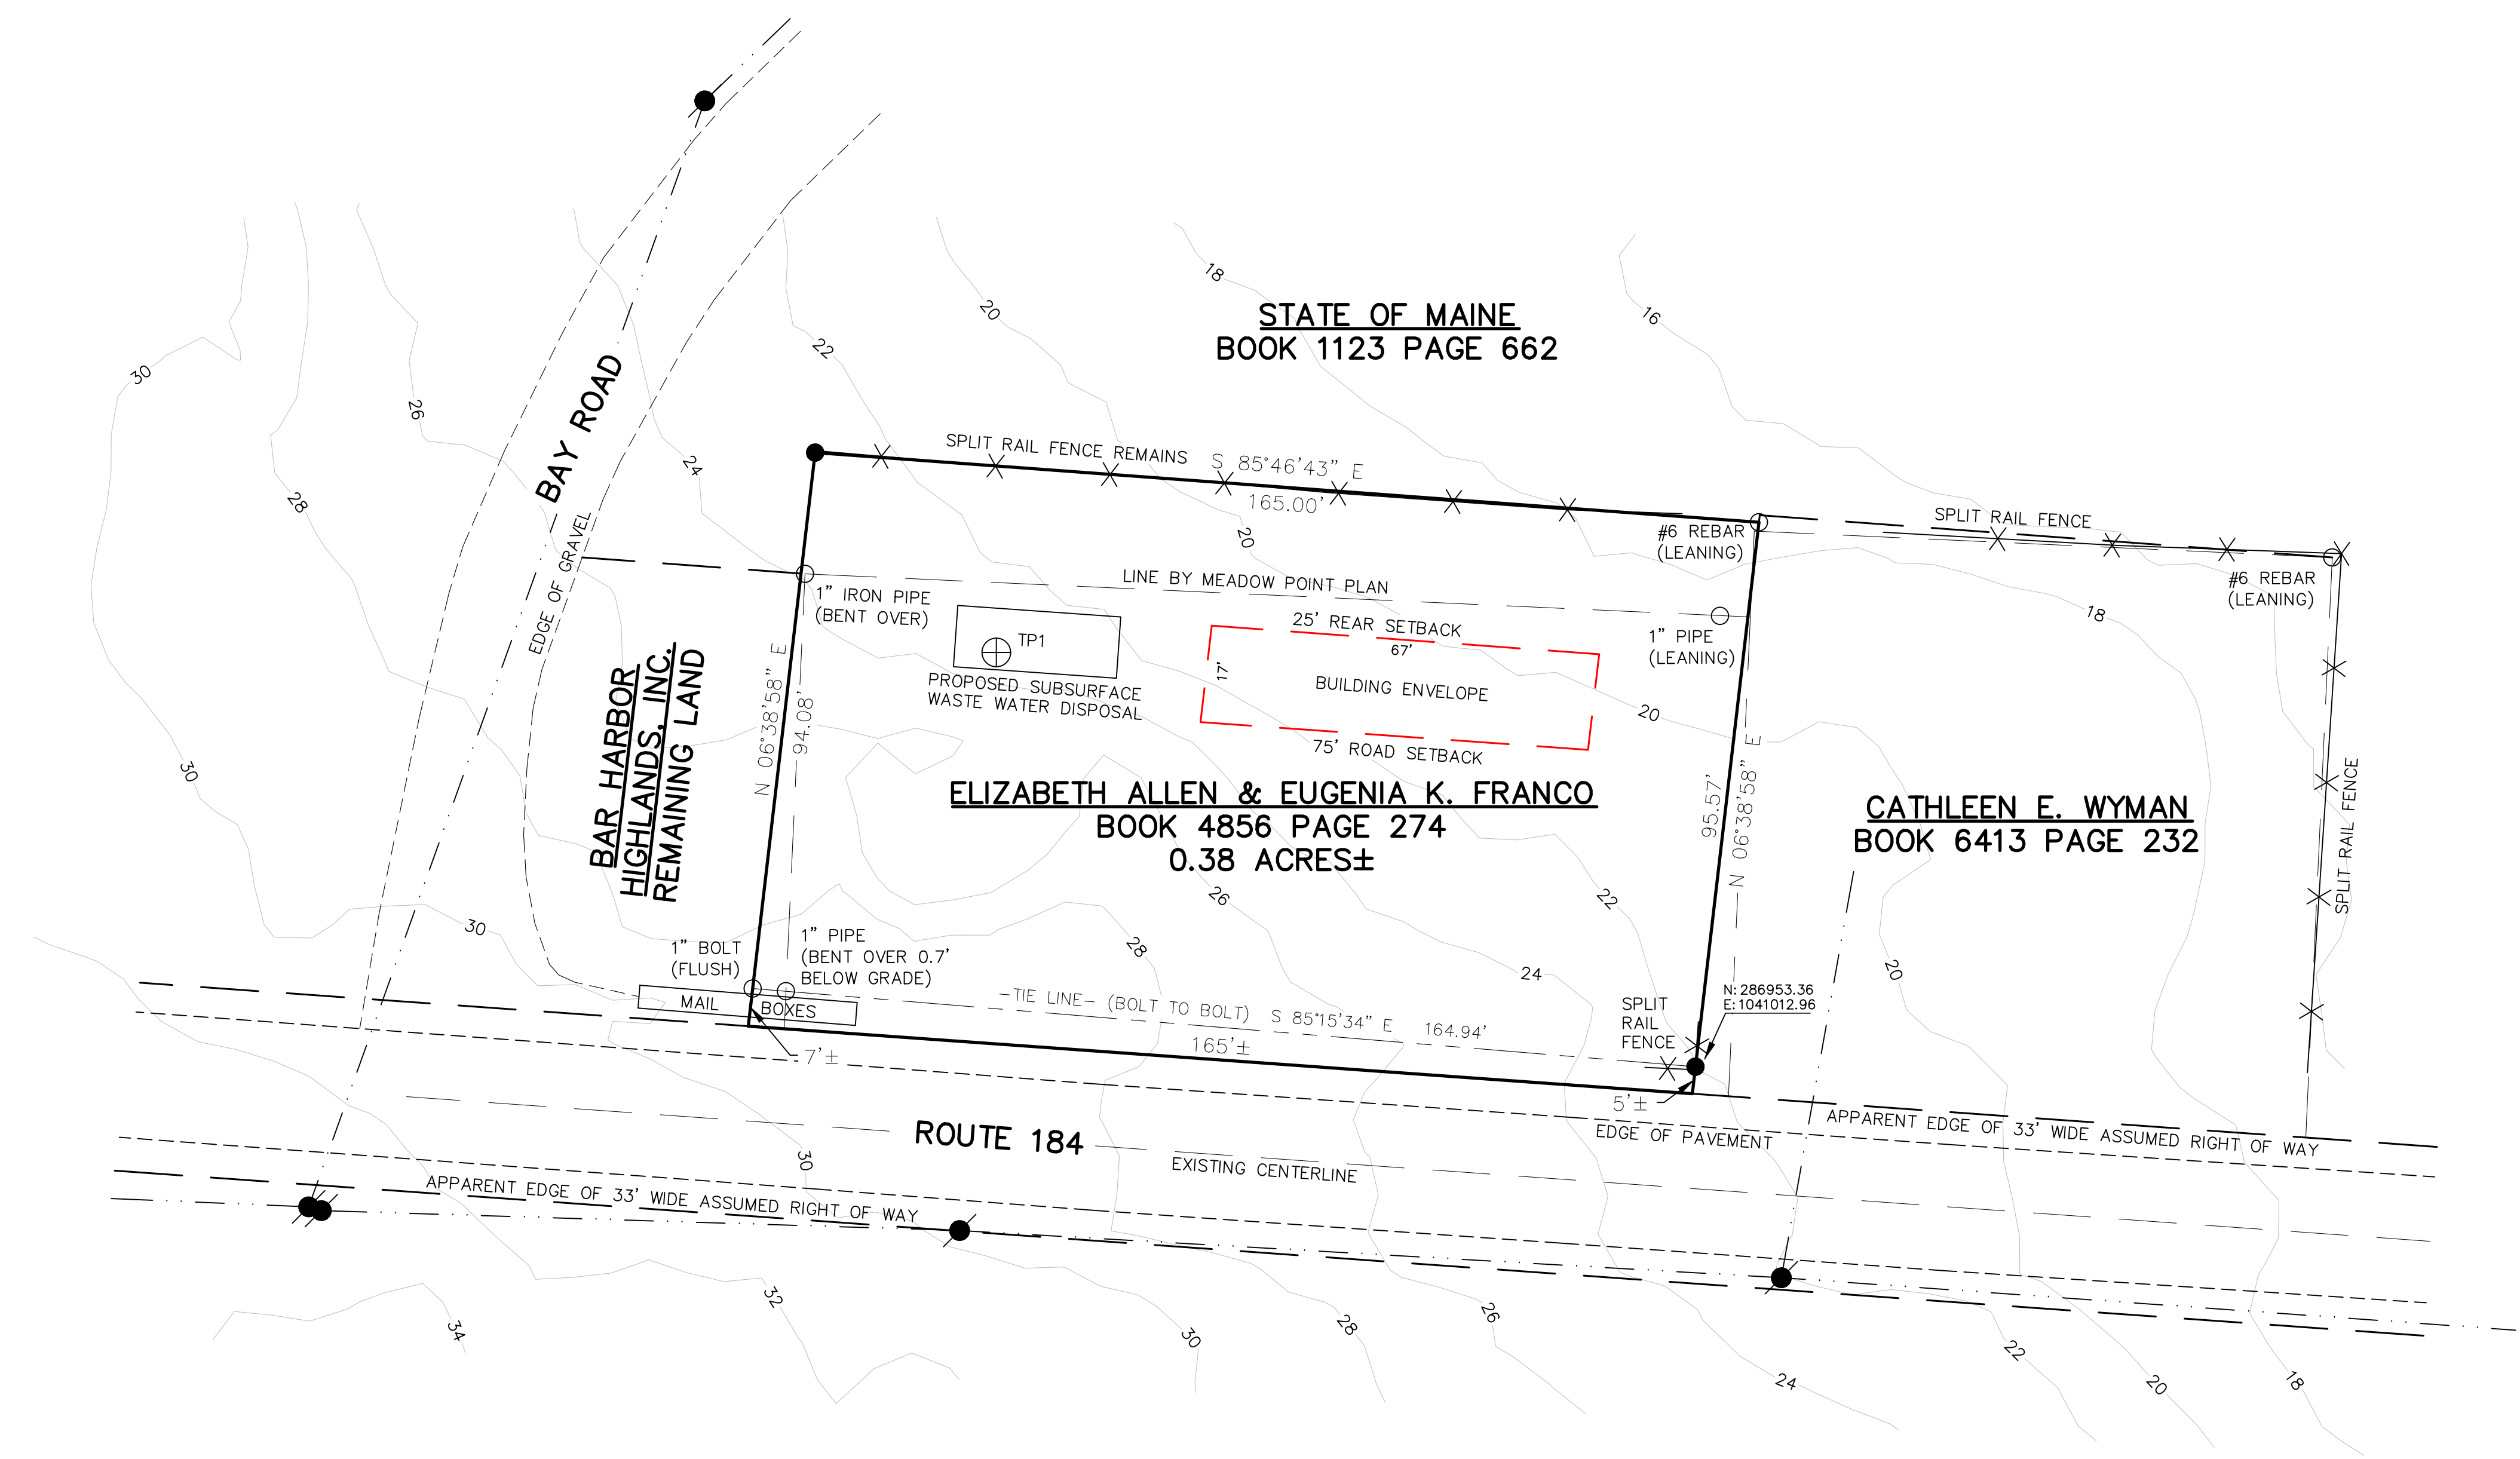 18
16
20
22
STATE OF MAINE
BOOK 1123 PAGE 662
30
26
24
28
BAY ROAD
EDGE OF GRAVEL
SPLIT RAIL FENCE REMAINS
S 85°46'43" E
165.00'
20
#6 REBAR
(LEANING)
SPLIT RAIL FENCE
#6 REBAR
(LEANING)
18
LINE BY MEADOW POINT PLAN
1" IRON PIPE
(BENT OVER)
TP1
PROPOSED SUBSURFACE
WASTE WATER DISPOSAL
25' REAR SETBACK
67'
17'
BUILDING ENVELOPE
75' ROAD SETBACK
1" PIPE
(LEANING)
20
BAR HARBOR
HIGHLANDS, INC.
REMAINING LAND
N 06°38'58" E
94.08'
30
ELIZABETH ALLEN & EUGENIA K. FRANCO
BOOK 4856 PAGE 274
0.38 ACRES±
95.57'
N 06°38'58" E
CATHLEEN E. WYMAN
BOOK 6413 PAGE 232
SPLIT RAIL FENCE
26
22
30
28
24
20
1" BOLT
(FLUSH)
1" PIPE
(BENT OVER 0.7'
BELOW GRADE)
MAIL BOXES
-TIE LINE- (BOLT TO BOLT) S 85°15'34" E 164.94'
165'±
7'±
SPLIT
RAIL
FENCE
N: 286953.36
E: 1041012.96
5'±
APPARENT EDGE OF 33' WIDE ASSUMED RIGHT OF WAY
EDGE OF PAVEMENT
ROUTE 184
EXISTING CENTERLINE
30
APPARENT EDGE OF 33' WIDE ASSUMED RIGHT OF WAY
34
32
30
28
26
24
22
20
18